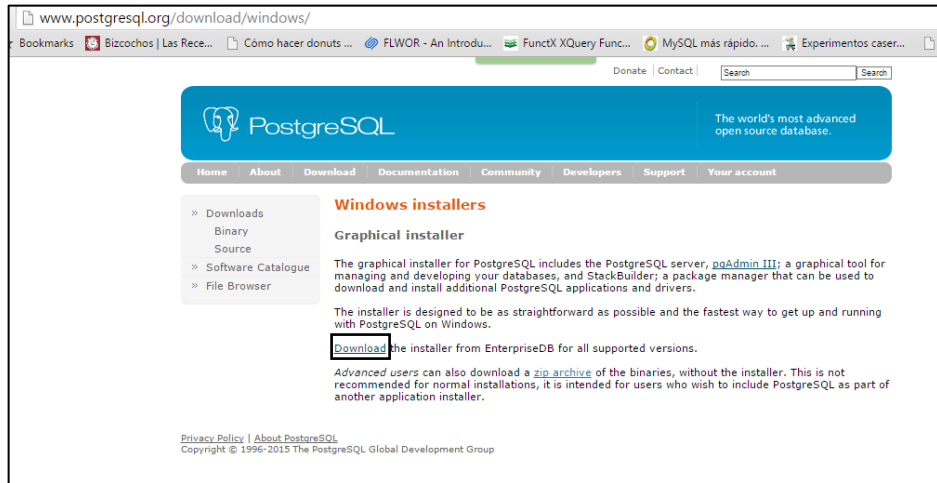 www.postgresql.org/download/windows/
Bookmarks Bizcochos | Las Rece... Cómo hacer donuts ... FLWOR - An Introdu... FunctX XQuery Func... MySQL más rápido. ... Experimentos caser...
Donate | Contact | Search Search
PostgreSQL
The world's most advanced
open source database.
Home About Download Documentation Community Developers Support Your account
» Downloads
Binary
Source
» Software Catalogue
» File Browser
Windows installers
Graphical installer
The graphical installer for PostgreSQL includes the PostgreSQL server, pgAdmin III; a graphical tool for
managing and developing your databases, and StackBuilder; a package manager that can be used to
download and install additional PostgreSQL applications and drivers.
The installer is designed to be as straightforward as possible and the fastest way to get up and running
with PostgreSQL on Windows.
Download the installer from EnterpriseDB for all supported versions.
Advanced users can also download a zip archive of the binaries, without the installer. This is not
recommended for normal installations, it is intended for users who wish to include PostgreSQL as part of
another application installer.
Privacy Policy | About PostgreSQL
Copyright © 1996-2015 The PostgreSQL Global Development Group